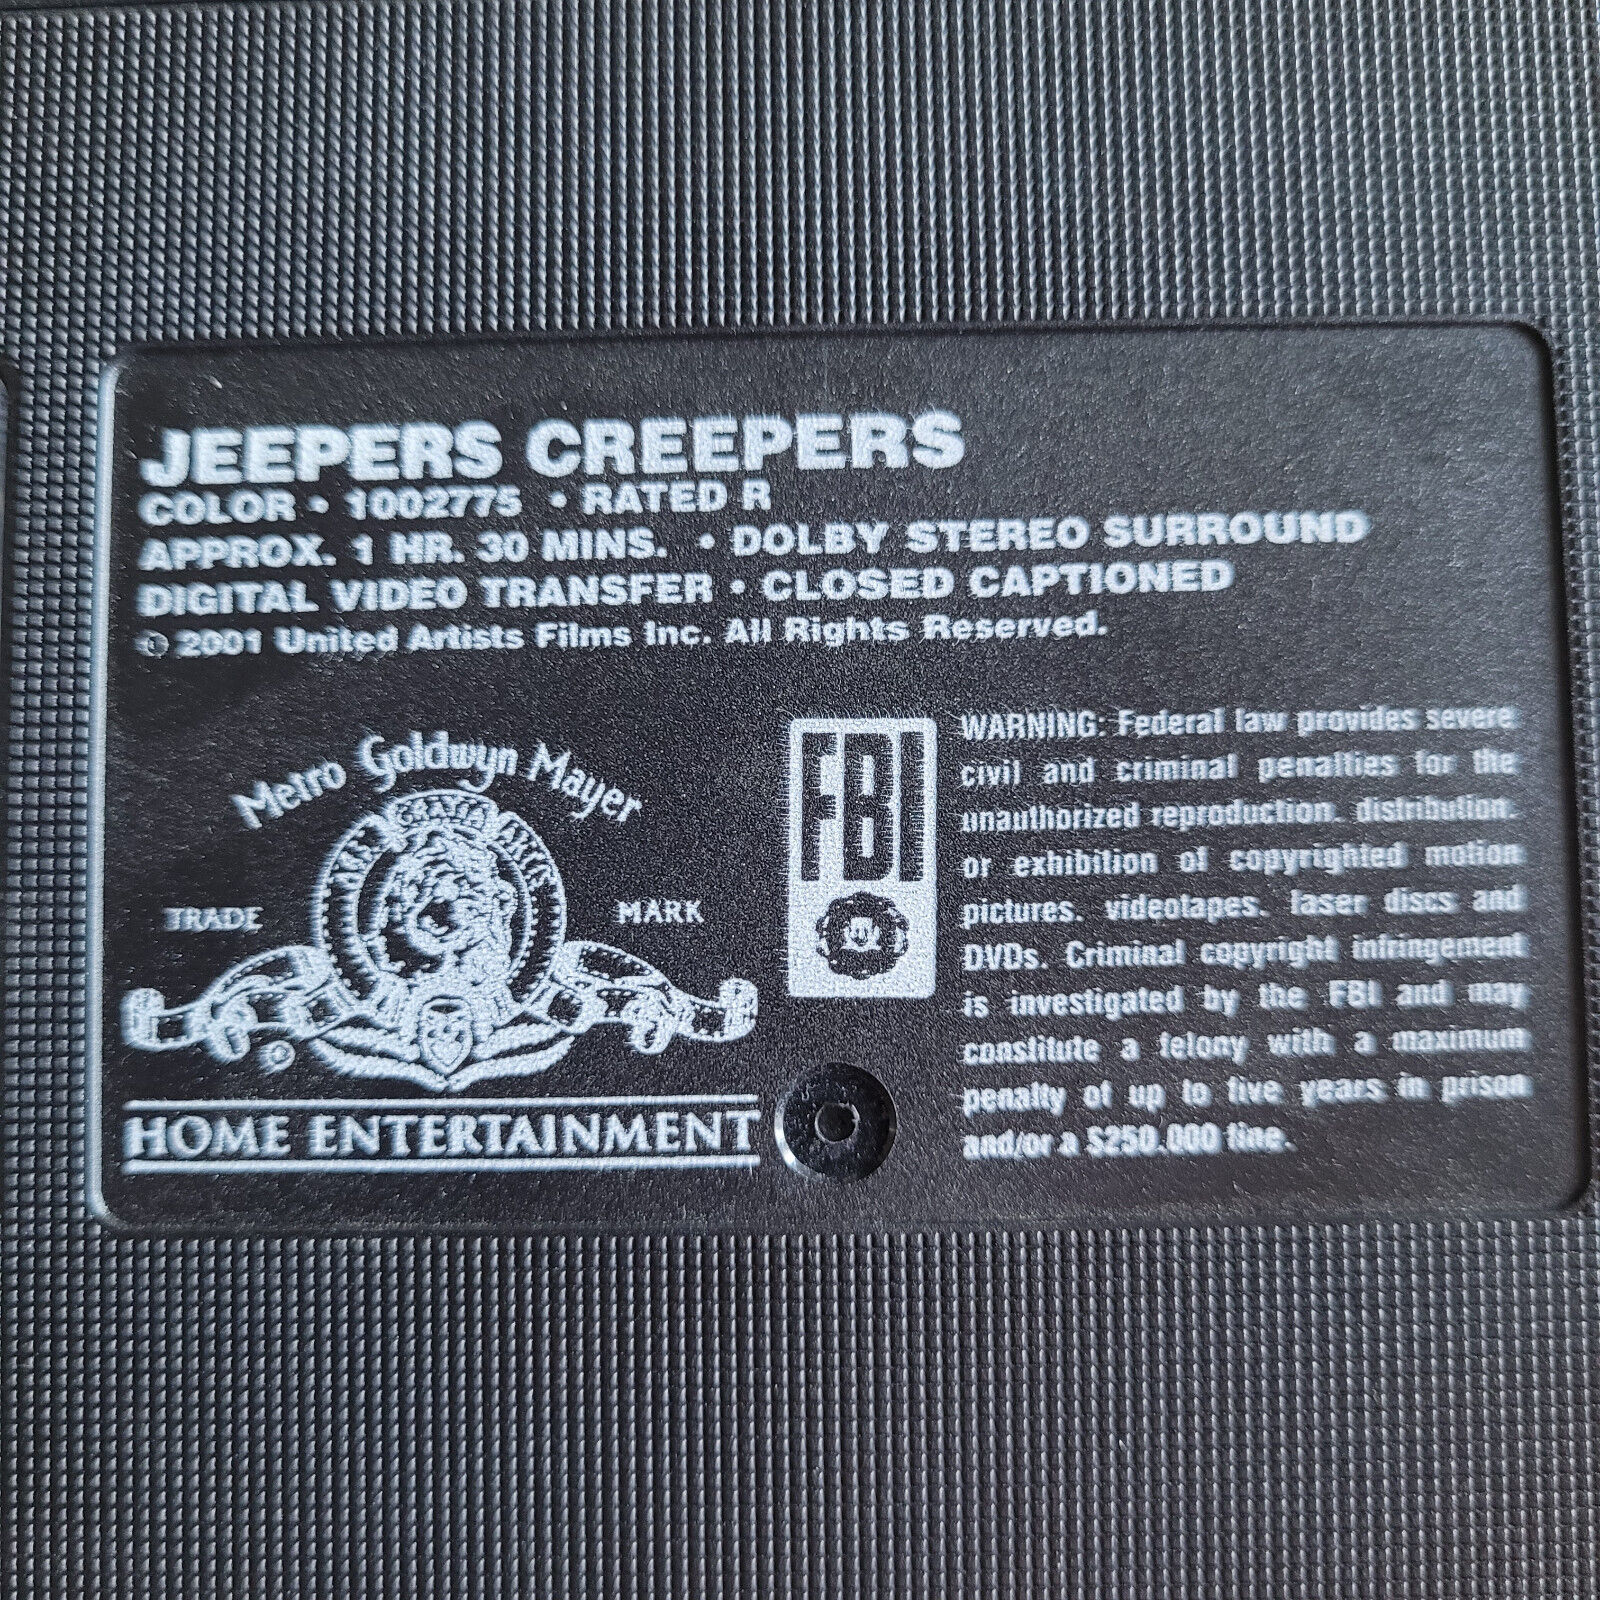 JEEPERS CREEPERS
COLOR • 1002775 • RATED R
APPROX. 1 HR. 30 MINS. • DOLBY STEREO SURROUND
DIGITAL VIDEO TRANSFER • CLOSED CAPTIONED
© 2001 United Artists Films Inc. All Rights Reserved.
Metro Goldwyn Mayer
ARS GRATIA ARTIS
TRADE MARK
®
HOME ENTERTAINMENT
FBI
WARNING: Federal law provides severe
civil and criminal penalties for the
unauthorized reproduction, distribution,
or exhibition of copyrighted motion
pictures, videotapes, laser discs and
DVDs. Criminal copyright infringement
is investigated by the FBI and may
constitute a felony with a maximum
penalty of up to five years in prison
and/or a $250,000 fine.